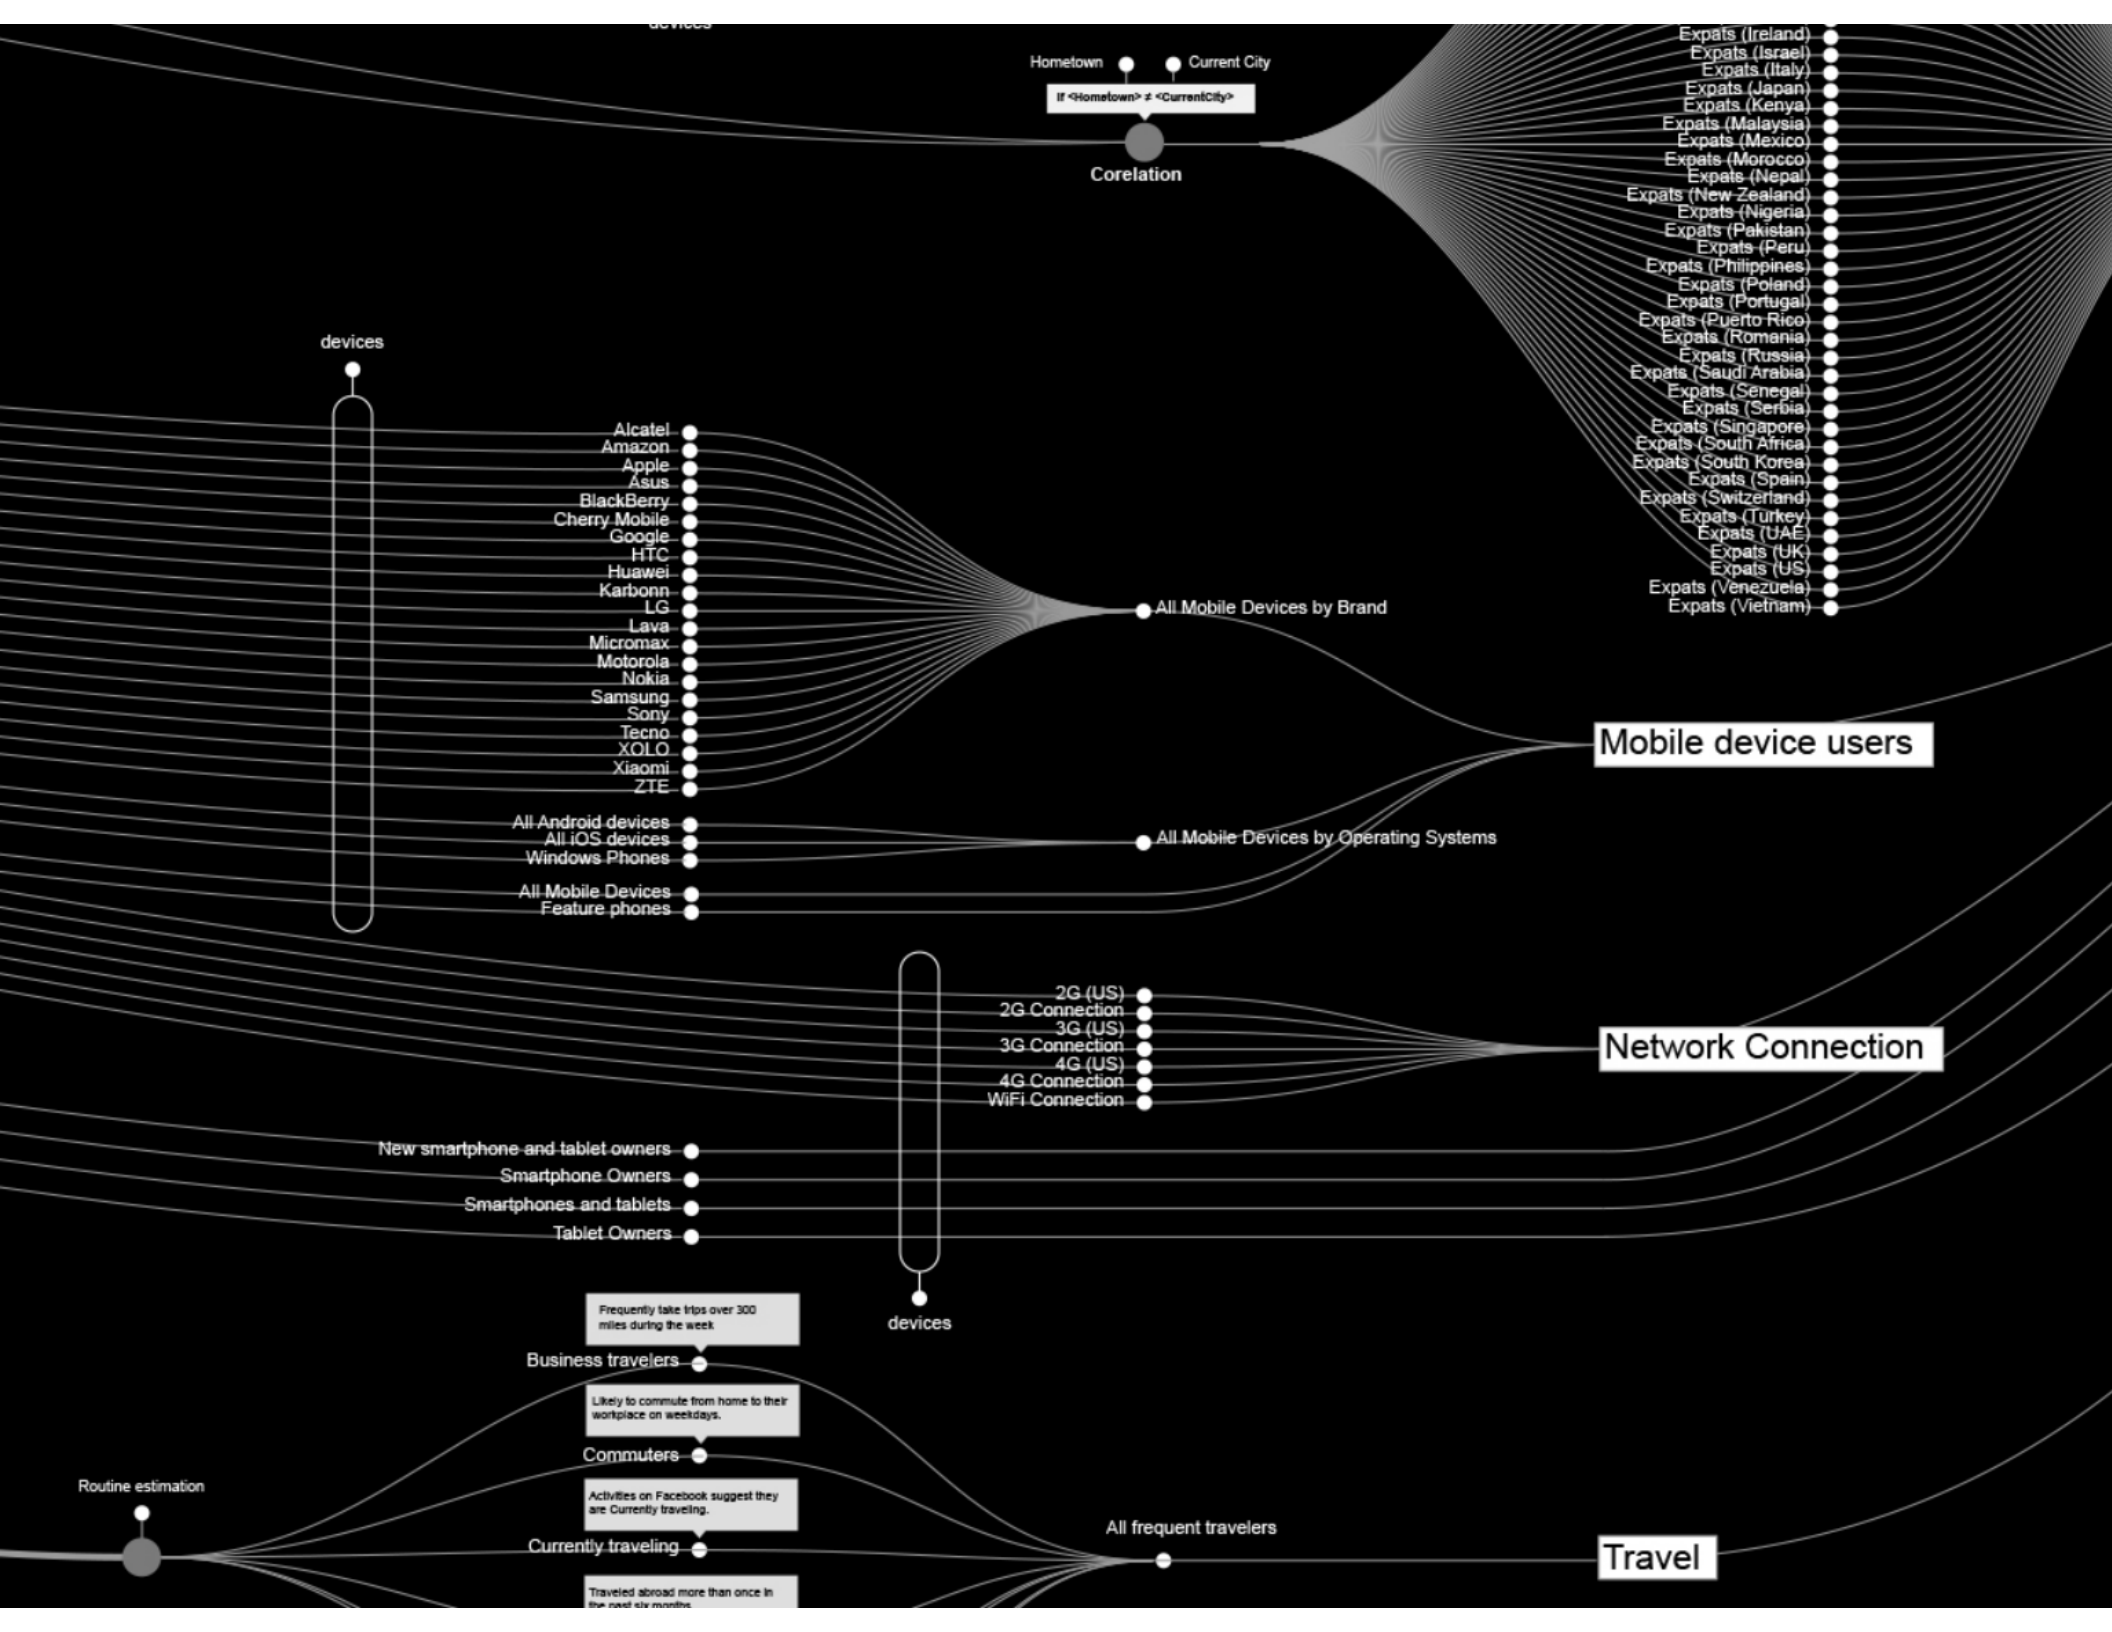 devices
Hometown
Current City
If <Hometown> ≠ <CurrentCity>
Corelation
Expats (Ireland)
Expats (Israel)
Expats (Italy)
Expats (Japan)
Expats (Kenya)
Expats (Malaysia)
Expats (Mexico)
Expats (Morocco)
Expats (Nepal)
Expats (New Zealand)
Expats (Nigeria)
Expats (Pakistan)
Expats (Peru)
Expats (Philippines)
Expats (Poland)
Expats (Portugal)
Expats (Puerto Rico)
Expats (Romania)
Expats (Russia)
Expats (Saudi Arabia)
Expats (Senegal)
Expats (Serbia)
Expats (Singapore)
Expats (South Africa)
Expats (South Korea)
Expats (Spain)
Expats (Switzerland)
Expats (Turkey)
Expats (UAE)
Expats (UK)
Expats (US)
Expats (Venezuela)
Expats (Vietnam)
devices
Alcatel
Amazon
Apple
Asus
BlackBerry
Cherry Mobile
Google
HTC
Huawei
Karbonn
LG
Lava
Micromax
Motorola
Nokia
Samsung
Sony
Tecno
XOLO
Xiaomi
ZTE
All Mobile Devices by Brand
Mobile device users
All Android devices
All iOS devices
Windows Phones
All Mobile Devices by Operating Systems
All Mobile Devices
Feature phones
2G (US)
2G Connection
3G (US)
3G Connection
4G (US)
4G Connection
WiFi Connection
Network Connection
New smartphone and tablet owners
Smartphone Owners
Smartphones and tablets
Tablet Owners
devices
Frequently take trips over 300
miles during the week
Business travelers
Likely to commute from home to their
workplace on weekdays.
Commuters
Routine estimation
Activities on Facebook suggest they
are Currently traveling.
Currently traveling
All frequent travelers
Travel
Traveled abroad more than once in
the past six months